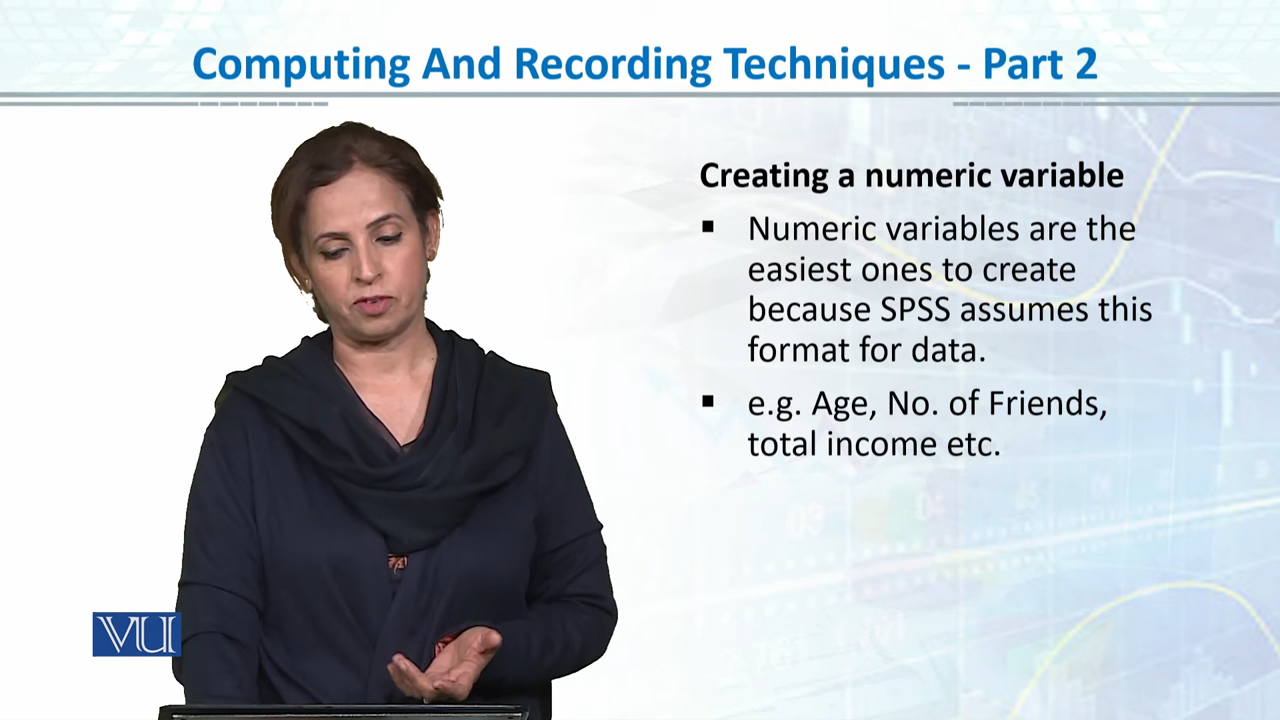 Computing And Recording Techniques - Part 2
Creating a numeric variable
▪ Numeric variables are the
easiest ones to create
because SPSS assumes this
format for data.
▪ e.g. Age, No. of Friends,
total income etc.
VU